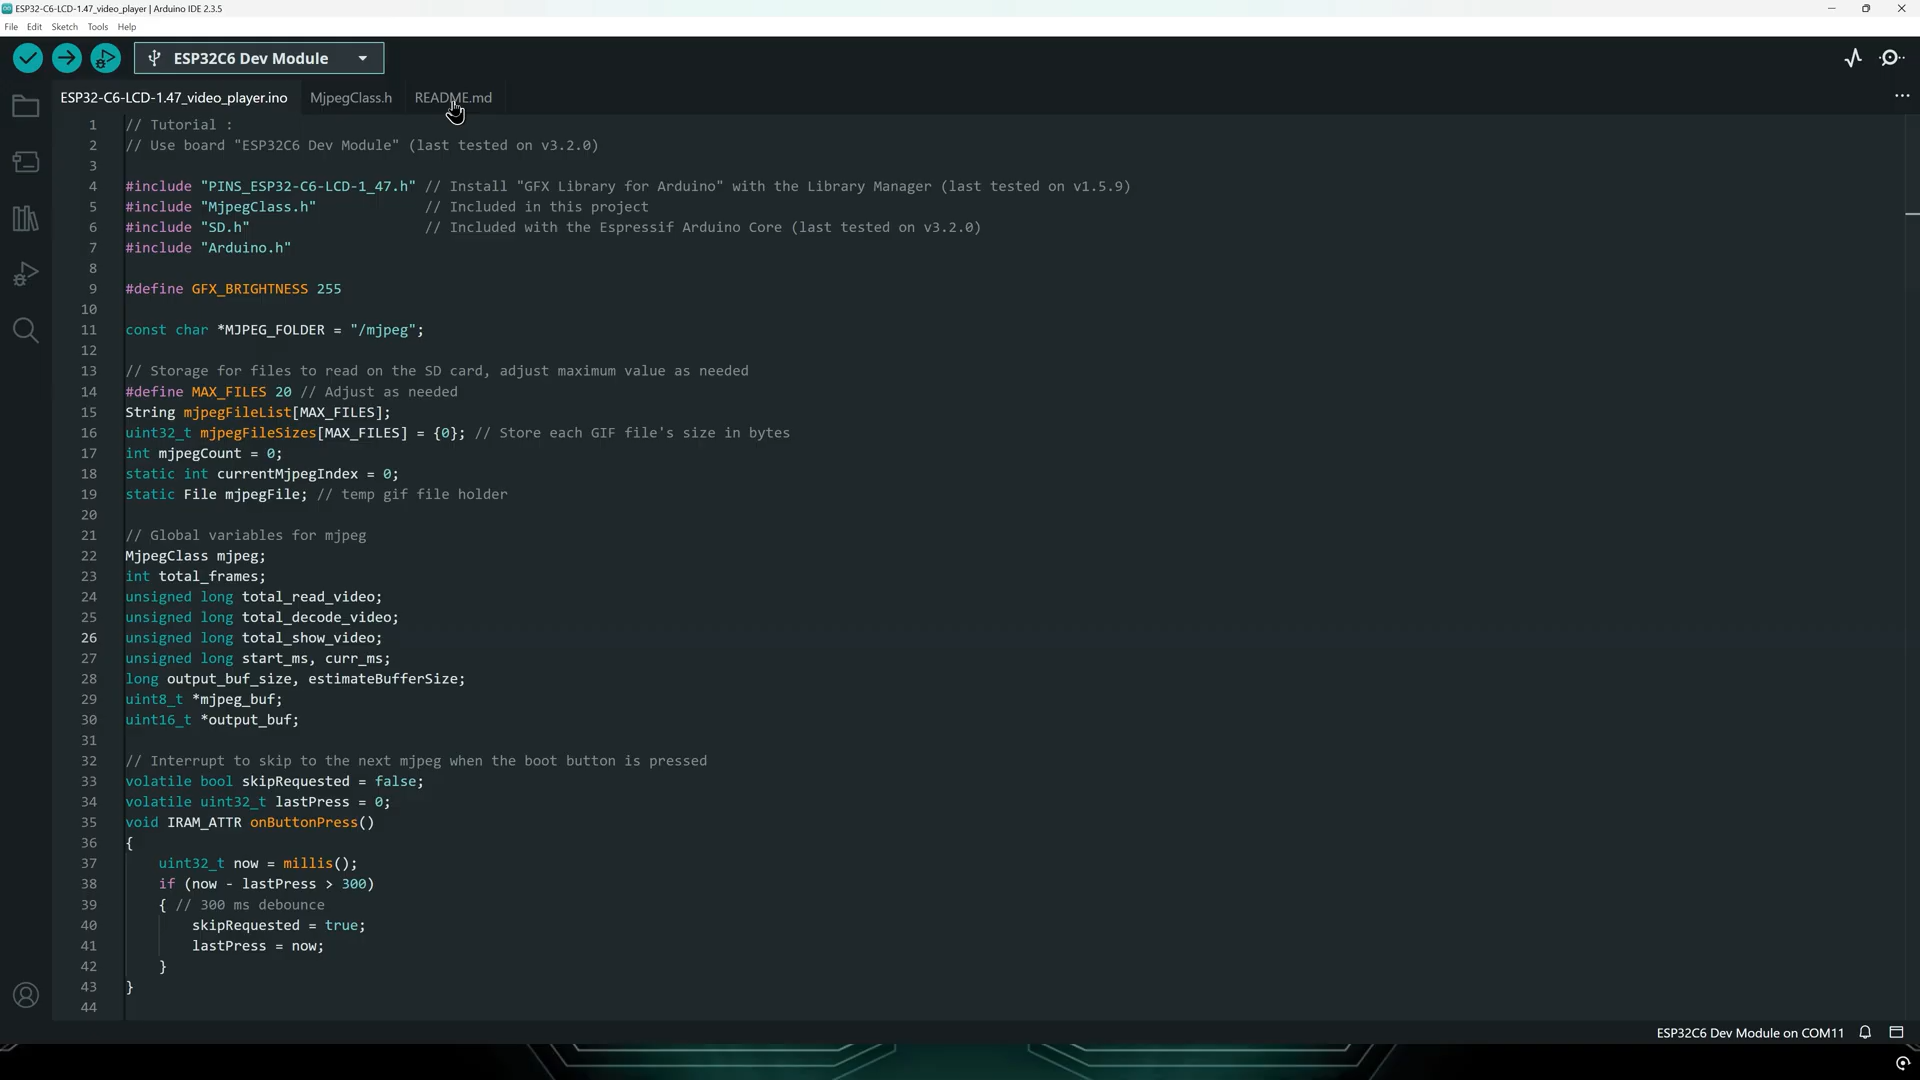 ESP32-C6-LCD-1.47_video_player | Arduino IDE 2.3.5
File Edit Sketch Tools Help
ESP32C6 Dev Module
ESP32-C6-LCD-1.47_video_player.ino MjpegClass.h README.md
1 // Tutorial :
2 // Use board "ESP32C6 Dev Module" (last tested on v3.2.0)
3
4 #include "PINS_ESP32-C6-LCD-1_47.h" // Install "GFX Library for Arduino" with the Library Manager (last tested on v1.5.9)
5 #include "MjpegClass.h" // Included in this project
6 #include "SD.h" // Included with the Espressif Arduino Core (last tested on v3.2.0)
7 #include "Arduino.h"
8
9 #define GFX_BRIGHTNESS 255
10
11 const char *MJPEG_FOLDER = "/mjpeg";
12
13 // Storage for files to read on the SD card, adjust maximum value as needed
14 #define MAX_FILES 20 // Adjust as needed
15 String mjpegFileList[MAX_FILES];
16 uint32_t mjpegFileSizes[MAX_FILES] = {0}; // Store each GIF file's size in bytes
17 int mjpegCount = 0;
18 static int currentMjpegIndex = 0;
19 static File mjpegFile; // temp gif file holder
20
21 // Global variables for mjpeg
22 MjpegClass mjpeg;
23 int total_frames;
24 unsigned long total_read_video;
25 unsigned long total_decode_video;
26 unsigned long total_show_video;
27 unsigned long start_ms, curr_ms;
28 long output_buf_size, estimateBufferSize;
29 uint8_t *mjpeg_buf;
30 uint16_t *output_buf;
31
32 // Interrupt to skip to the next mjpeg when the boot button is pressed
33 volatile bool skipRequested = false;
34 volatile uint32_t lastPress = 0;
35 void IRAM_ATTR onButtonPress()
36 {
37 uint32_t now = millis();
38 if (now - lastPress > 300)
39 { // 300 ms debounce
40 skipRequested = true;
41 lastPress = now;
42 }
43 }
44
ESP32C6 Dev Module on COM11